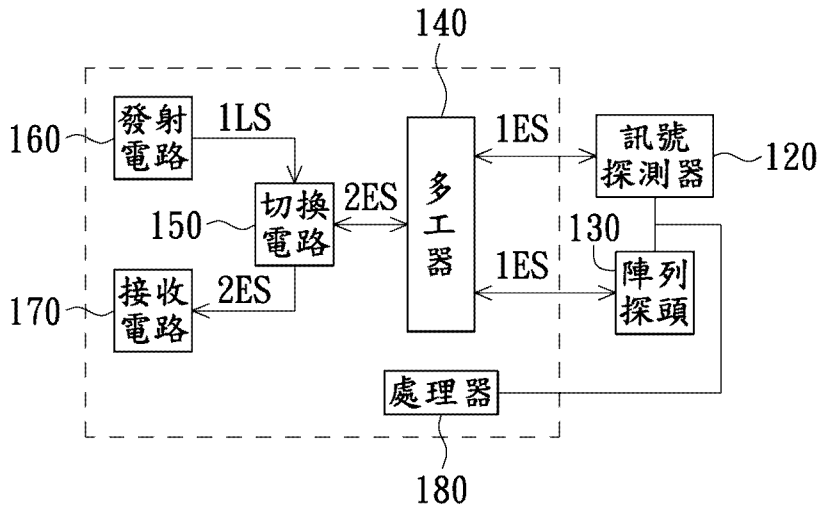 140
160
發射
電路
1LS
1ES
訊號
探測器
120
150
切換
電路
2ES
多
工
器
130
170
接收
電路
2ES
1ES
陣列
探頭
處理器
180